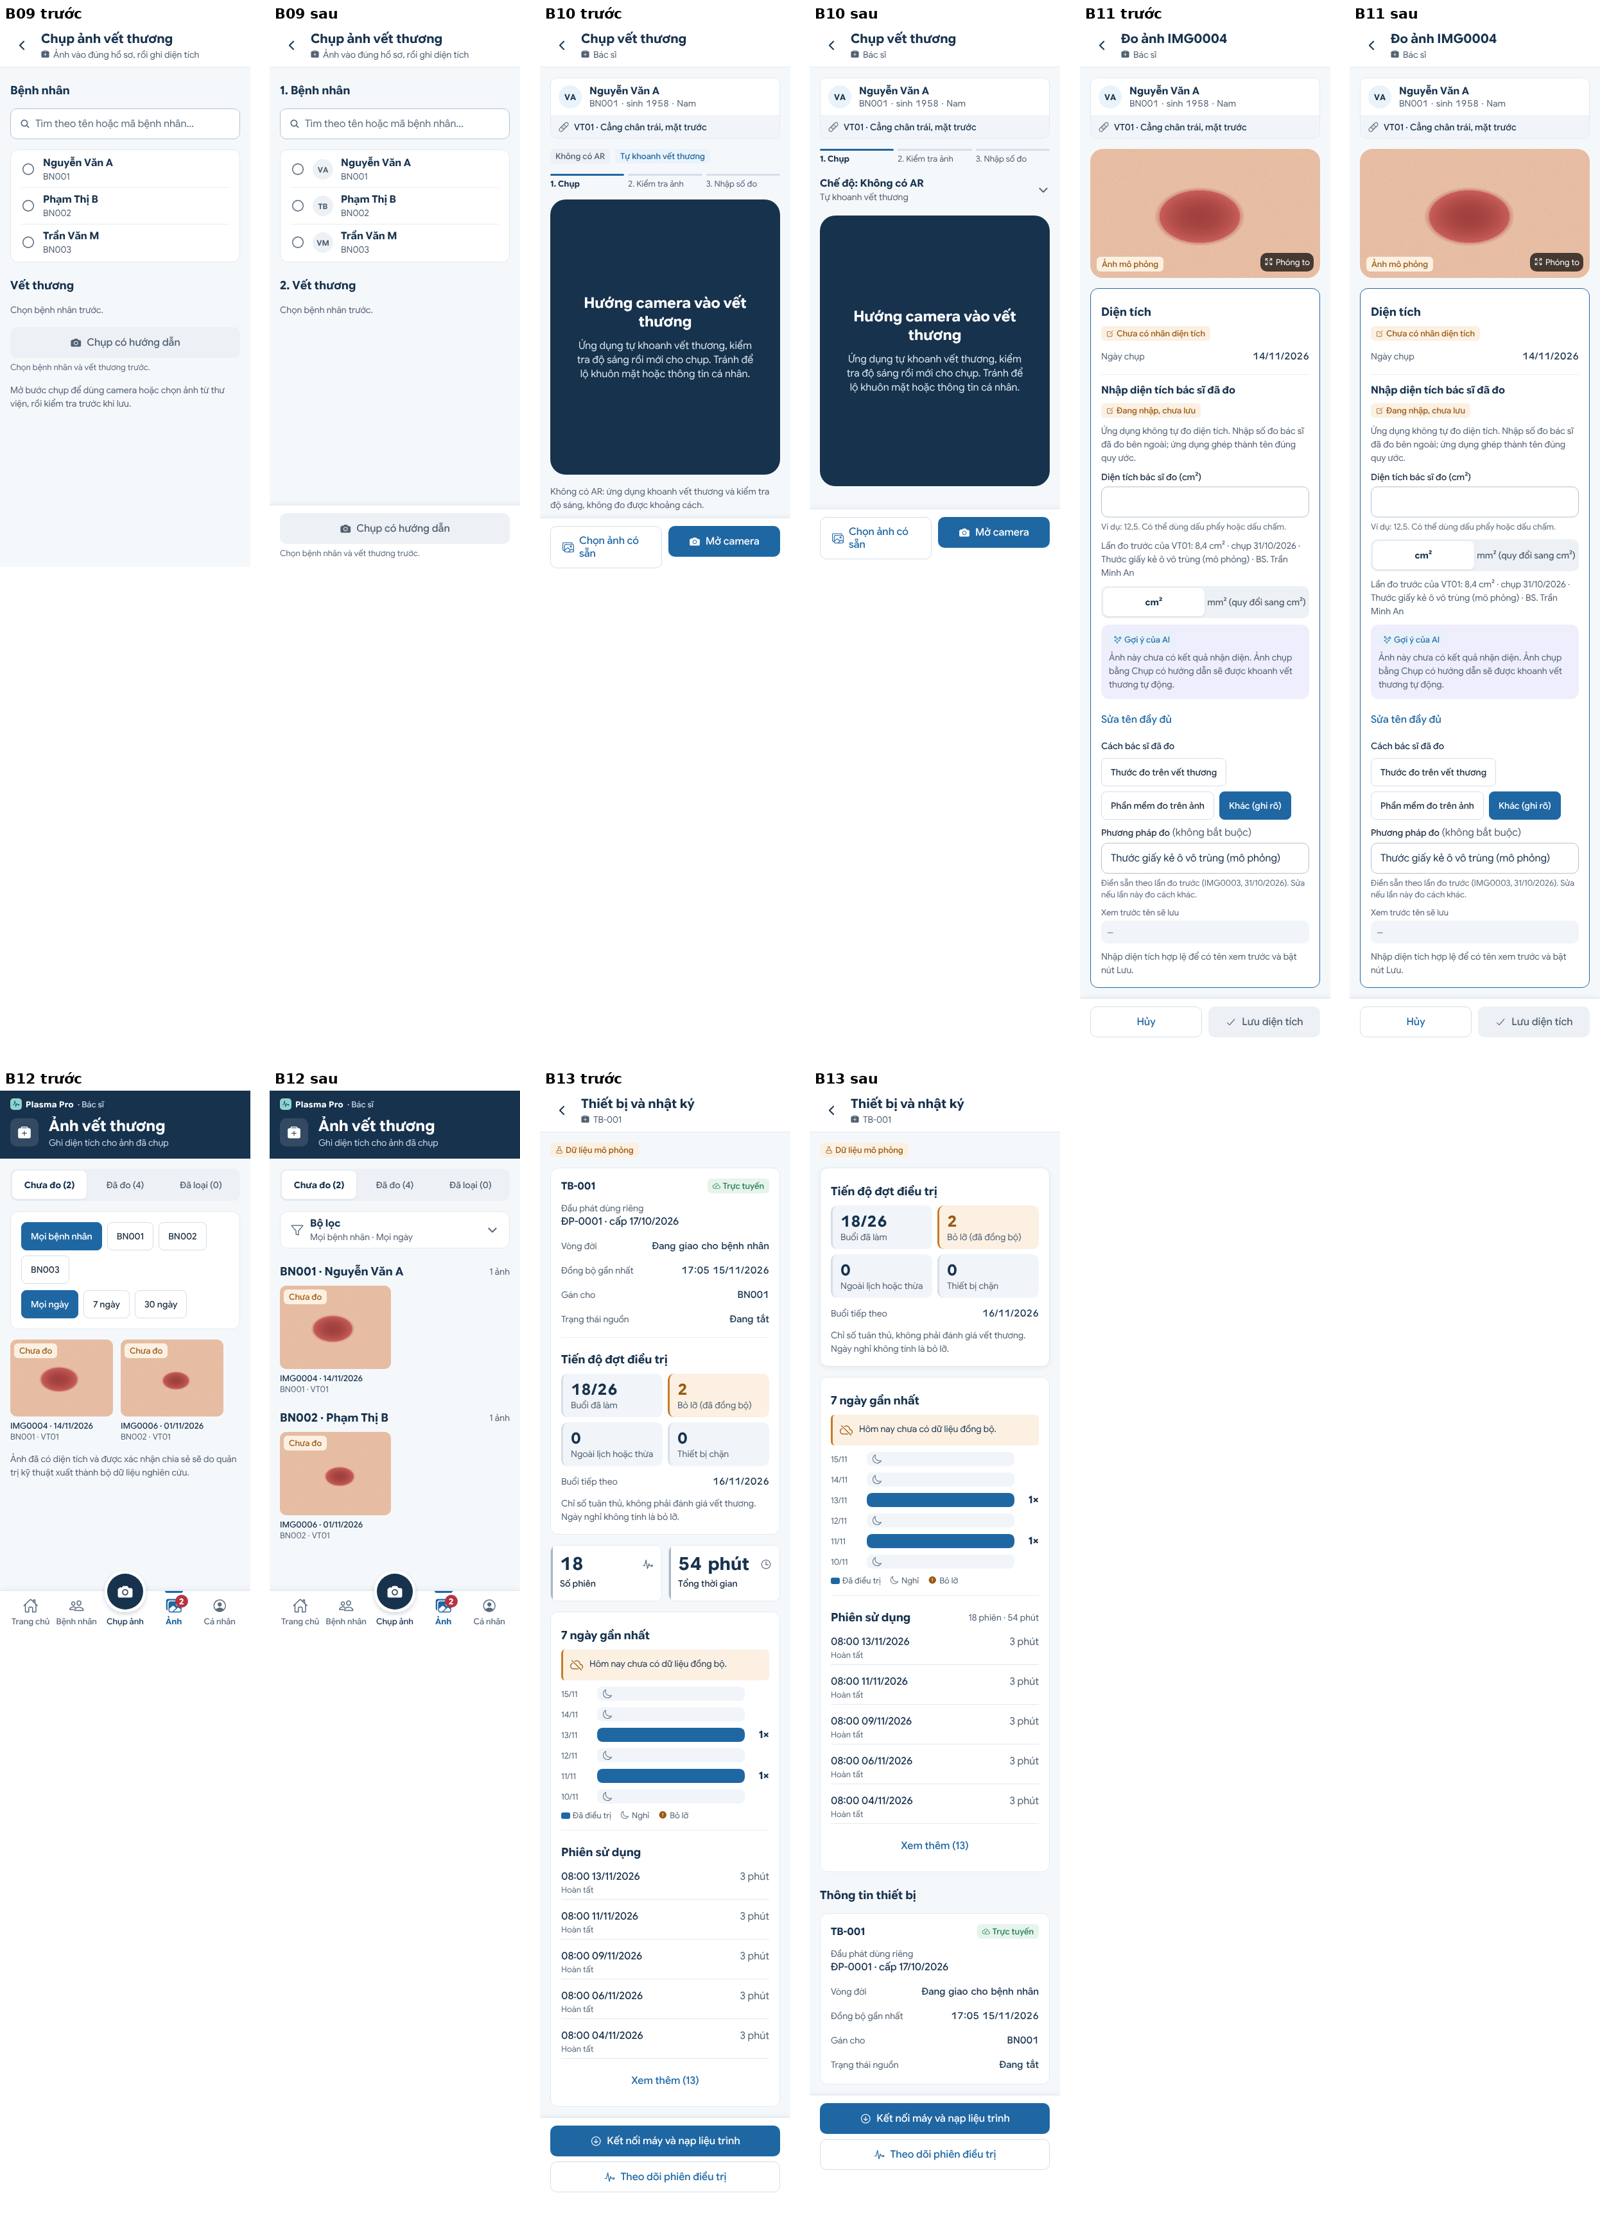 B09 trước
Chụp ảnh vết thương
Ảnh vào đúng hồ sơ, rồi ghi diện tích
Bệnh nhân
Tìm theo tên hoặc mã bệnh nhân...
Nguyễn Văn A
BN001
Phạm Thị B
BN002
Trần Văn M
BN003
Vết thương
Chọn bệnh nhân trước.
Chụp có hướng dẫn
Chọn bệnh nhân và vết thương trước.
Mở bước chụp để dùng camera hoặc chọn ảnh từ thư
viện, rồi kiểm tra trước khi lưu.
B09 sau
Chụp ảnh vết thương
Ảnh vào đúng hồ sơ, rồi ghi diện tích
1. Bệnh nhân
Tìm theo tên hoặc mã bệnh nhân...
VA
Nguyễn Văn A
BN001
TB
Phạm Thị B
BN002
VM
Trần Văn M
BN003
2. Vết thương
Chọn bệnh nhân trước.
Chụp có hướng dẫn
Chọn bệnh nhân và vết thương trước.
B10 trước
Chụp vết thương
Bác sĩ
VA
Nguyễn Văn A
BN001 · sinh 1958 · Nam
VT01 · Cẳng chân trái, mặt trước
Không có AR Tự khoanh vết thương
1. Chụp 2. Kiểm tra ảnh 3. Nhập số đo
Hướng camera vào vết
thương
Ứng dụng tự khoanh vết thương, kiểm
tra độ sáng rồi mới cho chụp. Tránh để
lộ khuôn mặt hoặc thông tin cá nhân.
Không có AR: ứng dụng khoanh vết thương và kiểm tra
độ sáng, không đo được khoảng cách.
Chọn ảnh có
sẵn
Mở camera
B10 sau
Chụp vết thương
Bác sĩ
VA
Nguyễn Văn A
BN001 · sinh 1958 · Nam
VT01 · Cẳng chân trái, mặt trước
1. Chụp 2. Kiểm tra ảnh 3. Nhập số đo
Chế độ: Không có AR
Tự khoanh vết thương
Hướng camera vào vết
thương
Ứng dụng tự khoanh vết thương, kiểm
tra độ sáng rồi mới cho chụp. Tránh để
lộ khuôn mặt hoặc thông tin cá nhân.
Chọn ảnh có
sẵn
Mở camera
B11 trước
Đo ảnh IMG0004
Bác sĩ
VA
Nguyễn Văn A
BN001 · sinh 1958 · Nam
VT01 · Cẳng chân trái, mặt trước
Ảnh mô phỏng
Phóng to
Diện tích
Chưa có nhãn diện tích
Ngày chụp 14/11/2026
Nhập diện tích bác sĩ đã đo
Đang nhập, chưa lưu
Ứng dụng không tự đo diện tích. Nhập số đo bác sĩ
đã đo bên ngoài; ứng dụng ghép thành tên đúng
quy ước.
Diện tích bác sĩ đo (cm²)
Ví dụ: 12,5. Có thể dùng dấu phẩy hoặc dấu chấm.
Lần đo trước của VT01: 8,4 cm² · chụp 31/10/2026 ·
Thước giấy kẻ ô vô trùng (mô phỏng) · BS. Trần
Minh An
cm² mm² (quy đổi sang cm²)
Gợi ý của AI
Ảnh này chưa có kết quả nhận diện. Ảnh chụp
bằng Chụp có hướng dẫn sẽ được khoanh vết
thương tự động.
Sửa tên đầy đủ
Cách bác sĩ đã đo
Thước đo trên vết thương
Phần mềm đo trên ảnh Khác (ghi rõ)
Phương pháp đo (không bắt buộc)
Thước giấy kẻ ô vô trùng (mô phỏng)
Điền sẵn theo lần đo trước (IMG0003, 31/10/2026). Sửa
nếu lần này đo cách khác.
Xem trước tên sẽ lưu
—
Nhập diện tích hợp lệ để có tên xem trước và bật
nút Lưu.
Hủy Lưu diện tích
B11 sau
Đo ảnh IMG0004
Bác sĩ
VA
Nguyễn Văn A
BN001 · sinh 1958 · Nam
VT01 · Cẳng chân trái, mặt trước
Ảnh mô phỏng
Phóng to
Diện tích
Chưa có nhãn diện tích
Ngày chụp 14/11/2026
Nhập diện tích bác sĩ đã đo
Đang nhập, chưa lưu
Ứng dụng không tự đo diện tích. Nhập số đo bác sĩ
đã đo bên ngoài; ứng dụng ghép thành tên đúng
quy ước.
Diện tích bác sĩ đo (cm²)
Ví dụ: 12,5. Có thể dùng dấu phẩy hoặc dấu chấm.
cm² mm² (quy đổi sang cm²)
Lần đo trước của VT01: 8,4 cm² · chụp 31/10/2026 ·
Thước giấy kẻ ô vô trùng (mô phỏng) · BS. Trần
Minh An
Gợi ý của AI
Ảnh này chưa có kết quả nhận diện. Ảnh chụp
bằng Chụp có hướng dẫn sẽ được khoanh vết
thương tự động.
Sửa tên đầy đủ
Cách bác sĩ đã đo
Thước đo trên vết thương
Phần mềm đo trên ảnh Khác (ghi rõ)
Phương pháp đo (không bắt buộc)
Thước giấy kẻ ô vô trùng (mô phỏng)
Điền sẵn theo lần đo trước (IMG0003, 31/10/2026). Sửa
nếu lần này đo cách khác.
Xem trước tên sẽ lưu
—
Nhập diện tích hợp lệ để có tên xem trước và bật
nút Lưu.
Hủy Lưu diện tích
B12 trước
Plasma Pro · Bác sĩ
Ảnh vết thương
Ghi diện tích cho ảnh đã chụp
Chưa đo (2) Đã đo (4) Đã loại (0)
Mọi bệnh nhân BN001 BN002
BN003
Mọi ngày 7 ngày 30 ngày
Chưa đo Chưa đo
IMG0004 · 14/11/2026 IMG0006 · 01/11/2026
BN001 · VT01 BN002 · VT01
Ảnh đã có diện tích và được xác nhận chia sẻ sẽ do quản
trị kỹ thuật xuất thành bộ dữ liệu nghiên cứu.
2
Trang chủ Bệnh nhân Chụp ảnh Ảnh Cá nhân
B12 sau
Plasma Pro · Bác sĩ
Ảnh vết thương
Ghi diện tích cho ảnh đã chụp
Chưa đo (2) Đã đo (4) Đã loại (0)
Bộ lọc
Mọi bệnh nhân · Mọi ngày
BN001 · Nguyễn Văn A 1 ảnh
Chưa đo
IMG0004 · 14/11/2026
BN001 · VT01
BN002 · Phạm Thị B 1 ảnh
Chưa đo
IMG0006 · 01/11/2026
BN002 · VT01
2
Trang chủ Bệnh nhân Chụp ảnh Ảnh Cá nhân
B13 trước
Thiết bị và nhật ký
TB-001
Dữ liệu mô phỏng
TB-001 Trực tuyến
Đầu phát dùng riêng
ĐP-0001 · cấp 17/10/2026
Vòng đời Đang giao cho bệnh nhân
Đồng bộ gần nhất 17:05 15/11/2026
Gán cho BN001
Trạng thái nguồn Đang tắt
Tiến độ đợt điều trị
18/26 2
Buổi đã làm Bỏ lỡ (đã đồng bộ)
0 0
Ngoài lịch hoặc thừa Thiết bị chặn
Buổi tiếp theo 16/11/2026
Chỉ số tuân thủ, không phải đánh giá vết thương.
Ngày nghỉ không tính là bỏ lỡ.
18 54 phút
Số phiên Tổng thời gian
7 ngày gần nhất
Hôm nay chưa có dữ liệu đồng bộ.
15/11
14/11
13/11 1×
12/11
11/11 1×
10/11
Đã điều trị Nghỉ Bỏ lỡ
Phiên sử dụng
08:00 13/11/2026 3 phút
Hoàn tất
08:00 11/11/2026 3 phút
Hoàn tất
08:00 09/11/2026 3 phút
Hoàn tất
08:00 06/11/2026 3 phút
Hoàn tất
08:00 04/11/2026 3 phút
Hoàn tất
Xem thêm (13)
Kết nối máy và nạp liệu trình
Theo dõi phiên điều trị
B13 sau
Thiết bị và nhật ký
TB-001
Dữ liệu mô phỏng
Tiến độ đợt điều trị
18/26 2
Buổi đã làm Bỏ lỡ (đã đồng bộ)
0 0
Ngoài lịch hoặc thừa Thiết bị chặn
Buổi tiếp theo 16/11/2026
Chỉ số tuân thủ, không phải đánh giá vết thương.
Ngày nghỉ không tính là bỏ lỡ.
7 ngày gần nhất
Hôm nay chưa có dữ liệu đồng bộ.
15/11
14/11
13/11 1×
12/11
11/11 1×
10/11
Đã điều trị Nghỉ Bỏ lỡ
Phiên sử dụng 18 phiên · 54 phút
08:00 13/11/2026 3 phút
Hoàn tất
08:00 11/11/2026 3 phút
Hoàn tất
08:00 09/11/2026 3 phút
Hoàn tất
08:00 06/11/2026 3 phút
Hoàn tất
08:00 04/11/2026 3 phút
Hoàn tất
Xem thêm (13)
Thông tin thiết bị
TB-001 Trực tuyến
Đầu phát dùng riêng
ĐP-0001 · cấp 17/10/2026
Vòng đời Đang giao cho bệnh nhân
Đồng bộ gần nhất 17:05 15/11/2026
Gán cho BN001
Trạng thái nguồn Đang tắt
Kết nối máy và nạp liệu trình
Theo dõi phiên điều trị